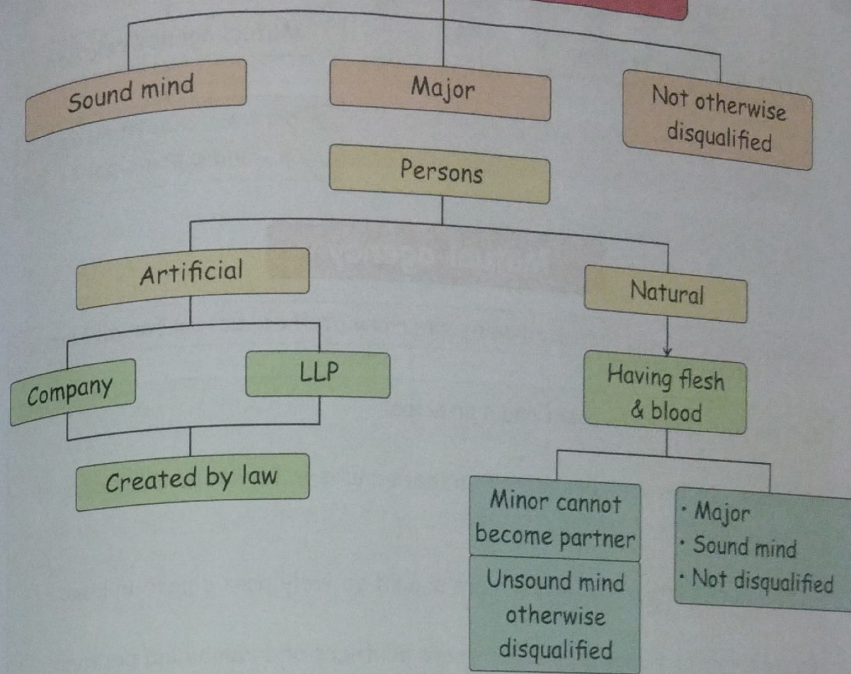 Sound mind
Major
Not otherwise
disqualified
Persons
Artificial
Natural
Company
LLP
Having flesh
& blood
Created by law
Minor cannot
become partner
Unsound mind
otherwise
disqualified
• Major
• Sound mind
• Not disqualified